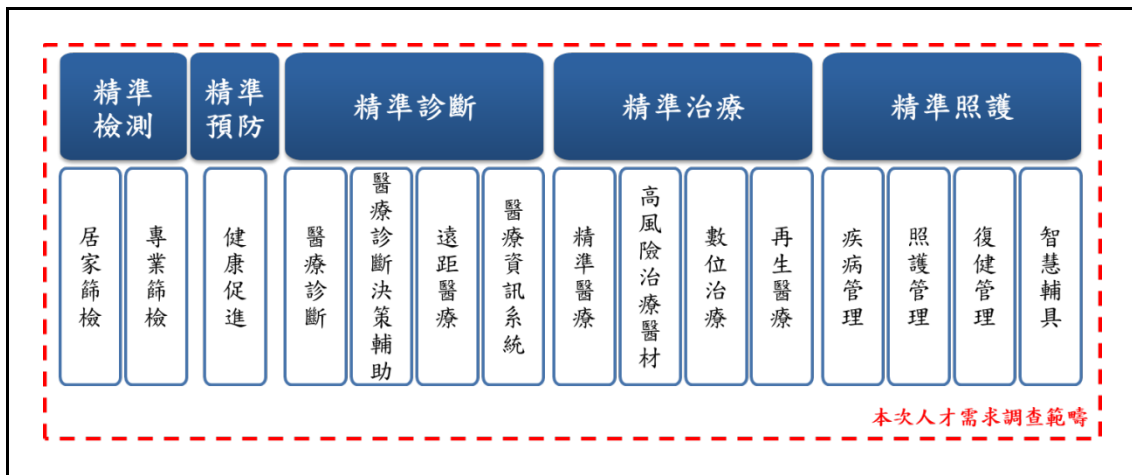 精準
檢測
精準
預防
精準診斷
精準治療
精準照護
居家篩檢
專業篩檢
健康促進
醫療診斷
醫療診斷決策輔助
遠距醫療
醫療資訊系統
精準醫療
高風險治療醫材
數位治療
再生醫療
疾病管理
照護管理
復健管理
智慧輔具
本次人才需求調查範疇